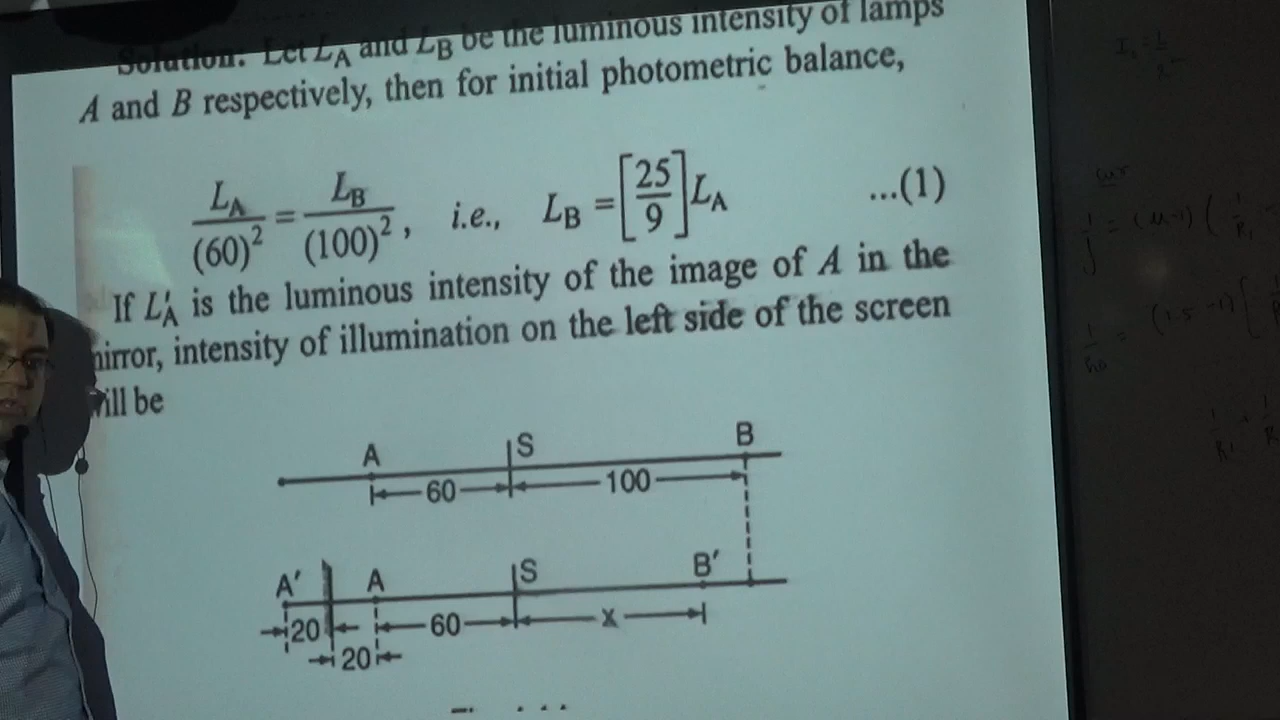 Solution: Let L_A and L_B be the luminous intensity of lamps
A and B respectively, then for initial photometric balance,
L_A/(60)² = L_B/(100)², i.e., L_B = [25/9] L_A ...(1)
If L'_A is the luminous intensity of the image of A in the
mirror, intensity of illumination on the left side of the screen
will be
A S B
60 100
A′ A S B′
20 60 x
20